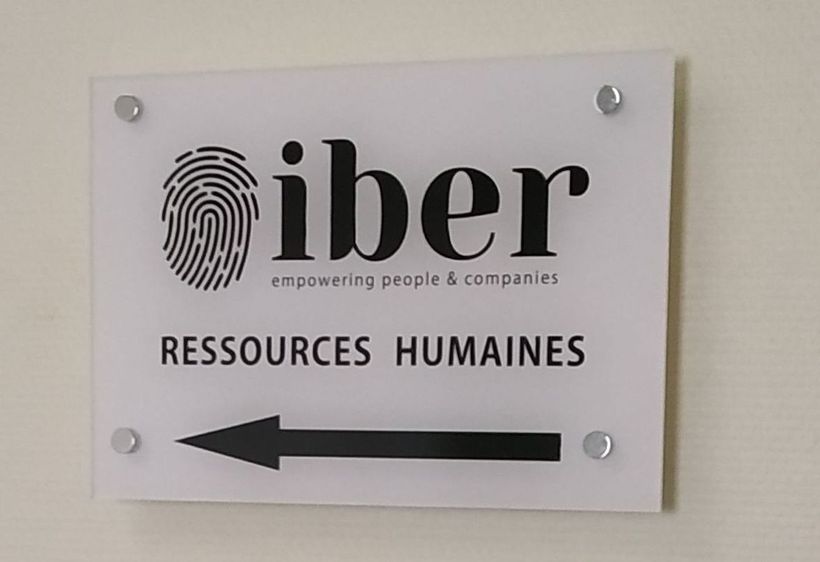 iber
empowering people & companies
RESSOURCES HUMAINES